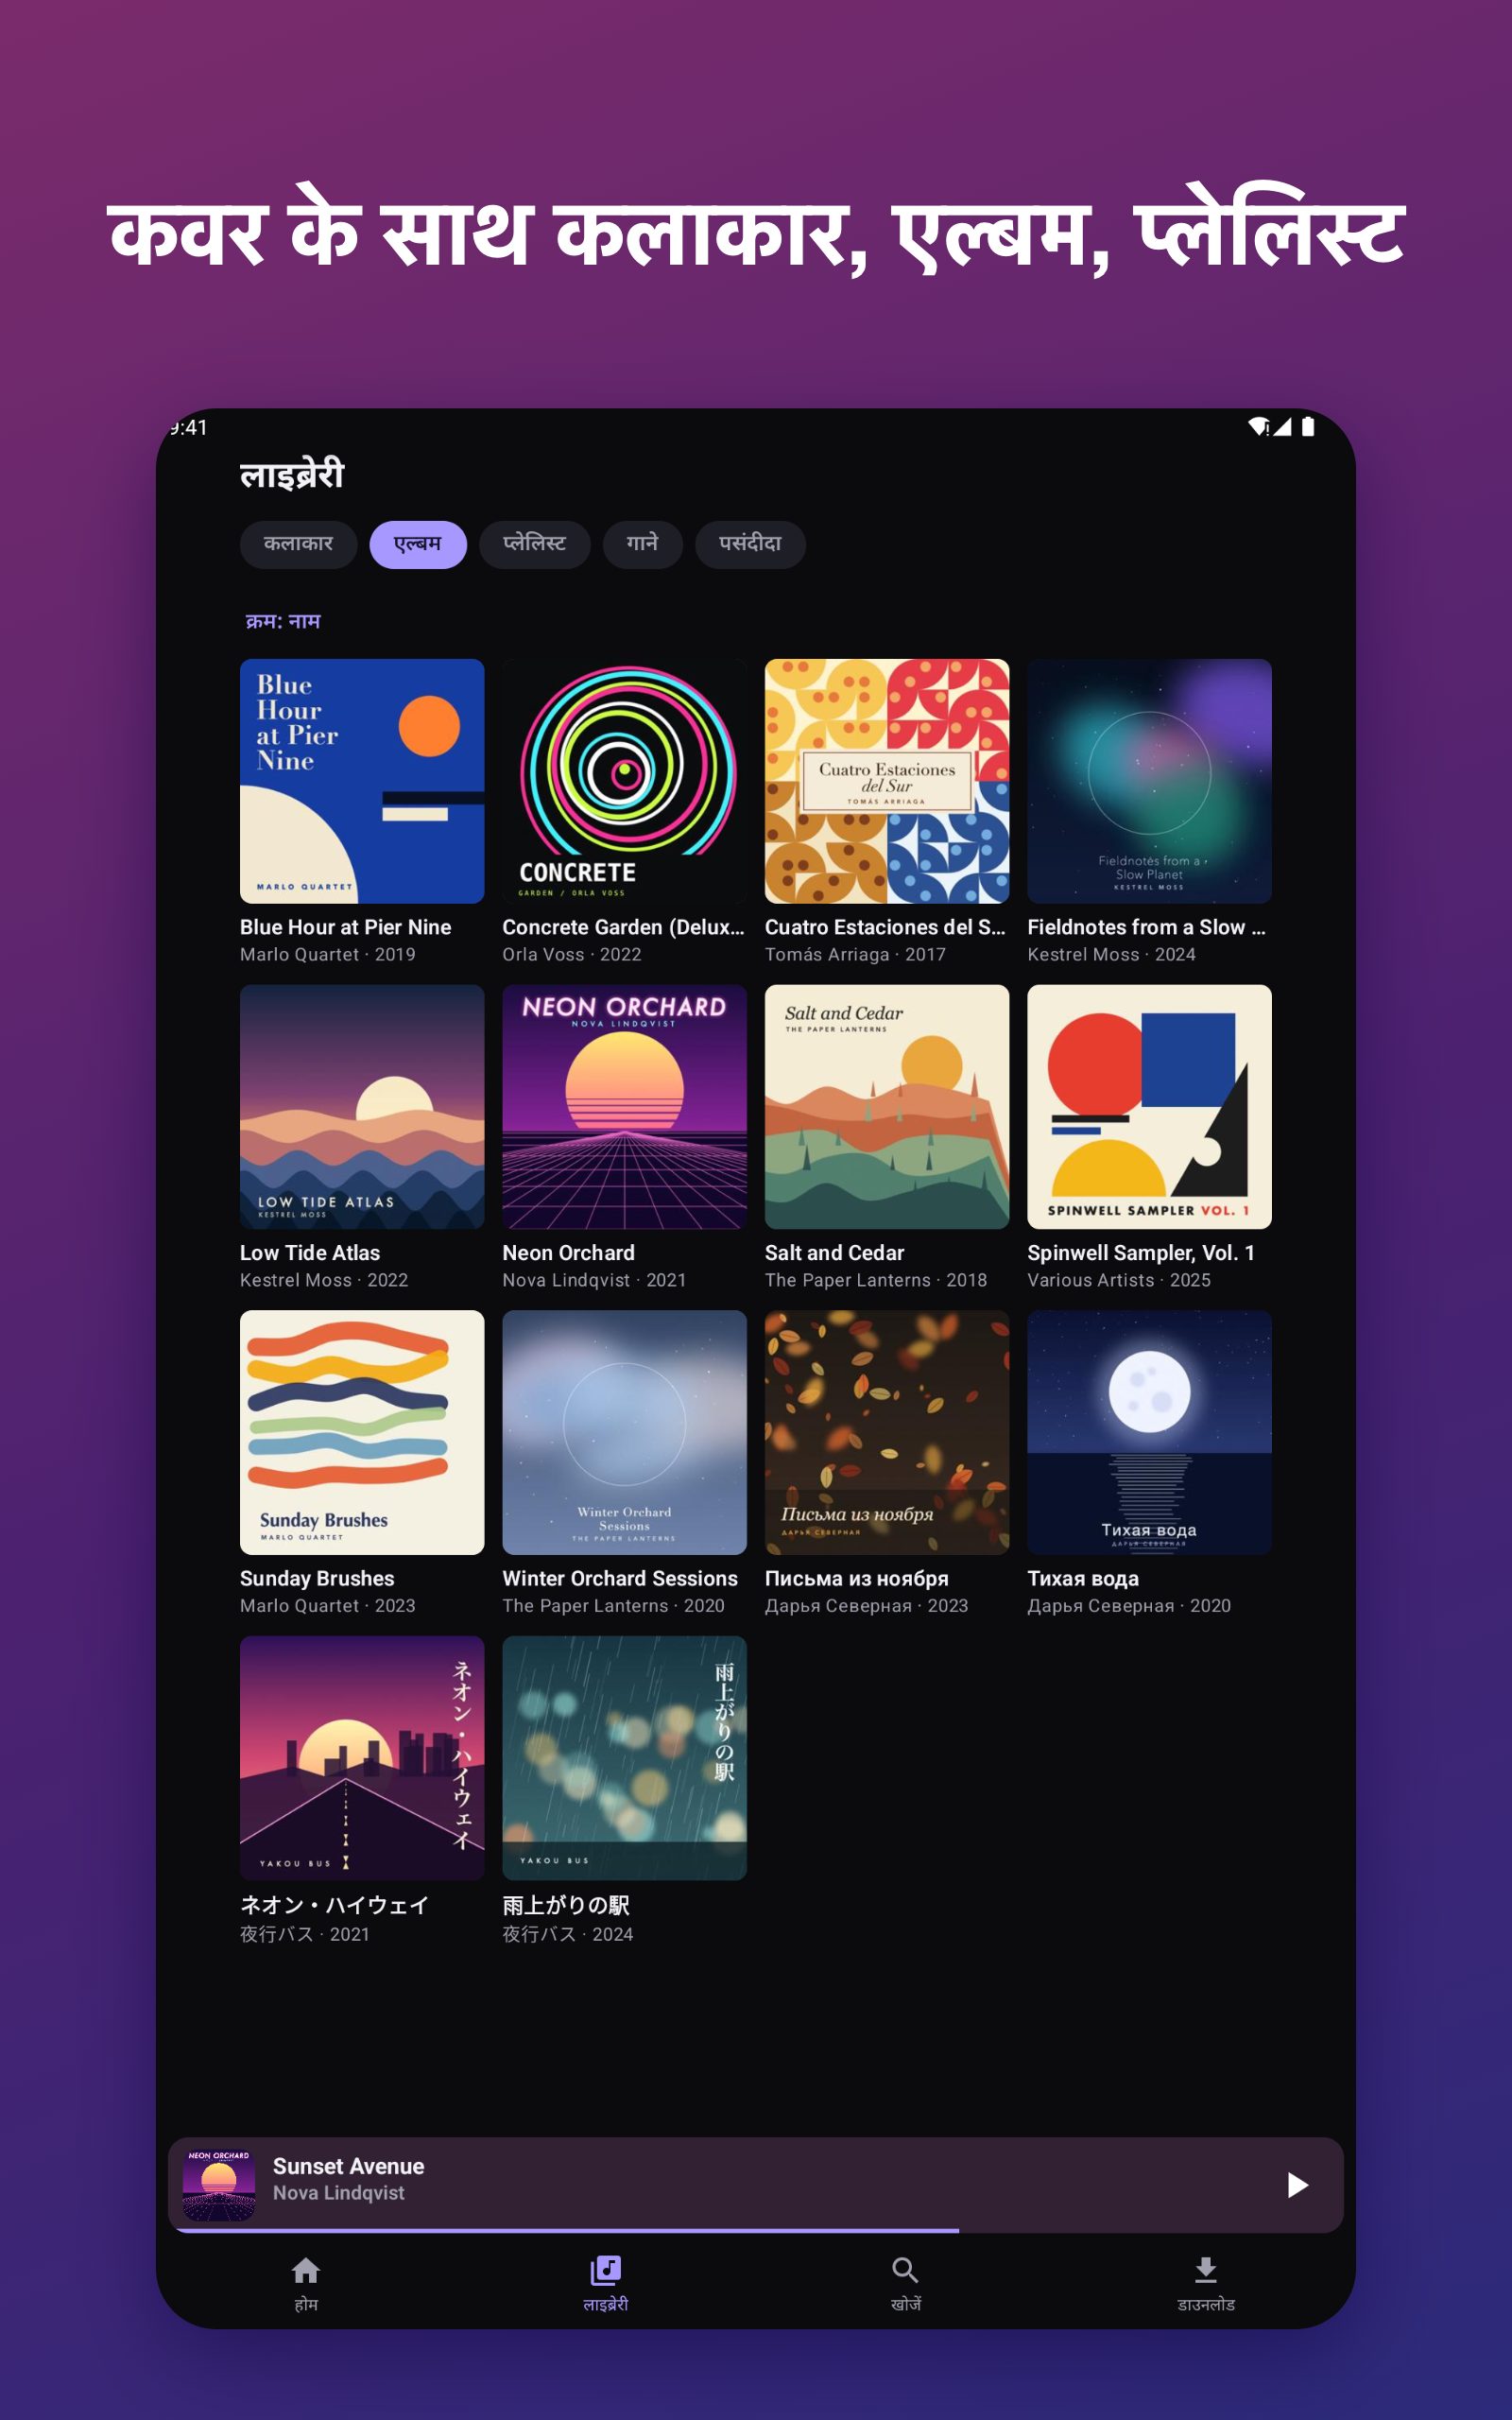 कवर के साथ कलाकार, एल्बम, प्लेलिस्ट
9:41
लाइब्रेरी
कलाकार
एल्बम
प्लेलिस्ट
गाने
पसंदीदा
क्रम: नाम
Blue
Hour
at Pier
Nine
MARLO QUARTET
Blue Hour at Pier Nine
Marlo Quartet · 2019
CONCRETE
GARDEN / ORLA VOSS
Concrete Garden (Delux...
Orla Voss · 2022
Cuatro Estaciones
del Sur
TOMÁS ARRIAGA
Cuatro Estaciones del S...
Tomás Arriaga · 2017
Fieldnotes from a
Slow Planet
KESTREL MOSS
Fieldnotes from a Slow ...
Kestrel Moss · 2024
LOW TIDE ATLAS
KESTREL MOSS
Low Tide Atlas
Kestrel Moss · 2022
NEON ORCHARD
NOVA LINDQVIST
Neon Orchard
Nova Lindqvist · 2021
Salt and Cedar
THE PAPER LANTERNS
Salt and Cedar
The Paper Lanterns · 2018
SPINWELL SAMPLER VOL. 1
Spinwell Sampler, Vol. 1
Various Artists · 2025
Sunday Brushes
MARLO QUARTET
Sunday Brushes
Marlo Quartet · 2023
Winter Orchard
Sessions
THE PAPER LANTERNS
Winter Orchard Sessions
The Paper Lanterns · 2020
Письма из ноября
ДАРЬЯ СЕВЕРНАЯ
Письма из ноября
Дарья Северная · 2023
Тихая вода
ДАРЬЯ СЕВЕРНАЯ
Тихая вода
Дарья Северная · 2020
ネオン・ハイウェイ
YAKOU BUS
ネオン・ハイウェイ
夜行バス · 2021
雨上がりの駅
YAKOU BUS
雨上がりの駅
夜行バス · 2024
NEON ORCHARD
Sunset Avenue
Nova Lindqvist
होम
लाइब्रेरी
खोजें
डाउनलोड